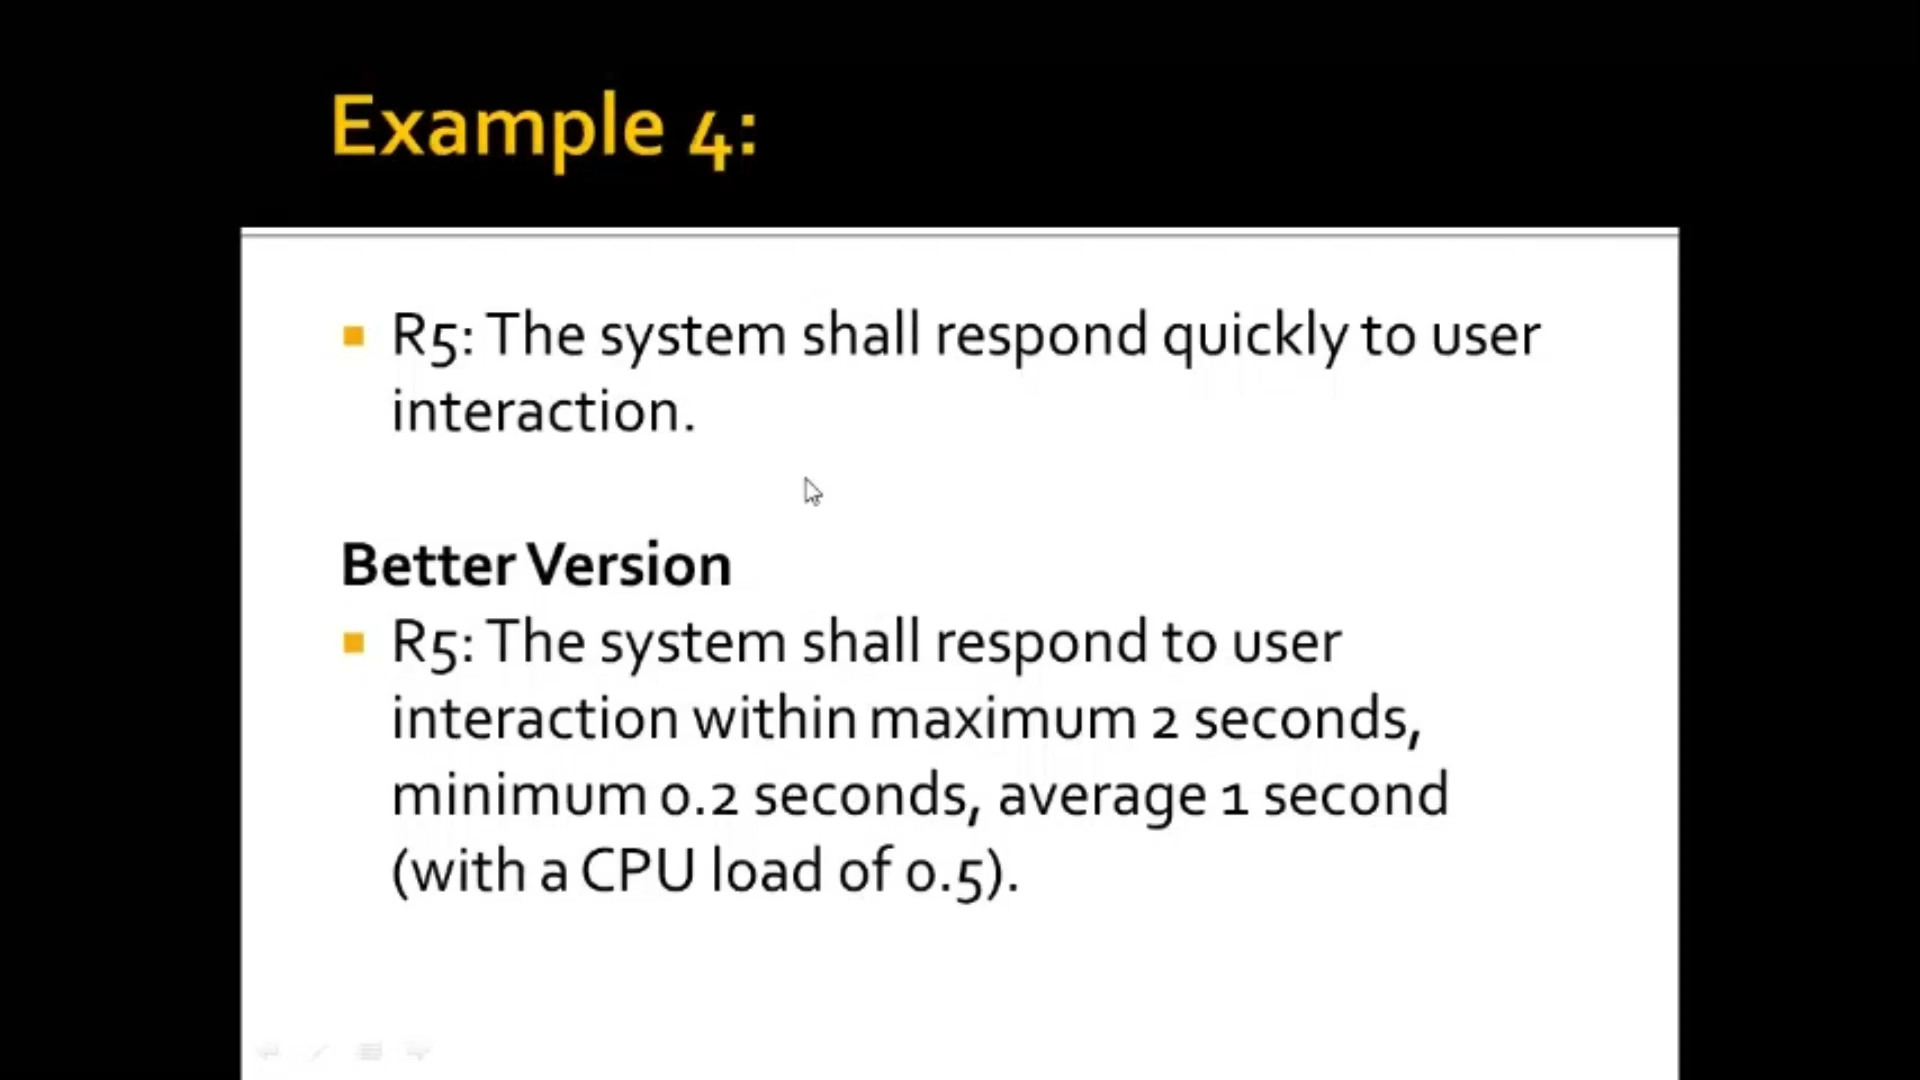 Example 4:
R5: The system shall respond quickly to user
interaction.
Better Version
R5: The system shall respond to user
interaction within maximum 2 seconds,
minimum 0.2 seconds, average 1 second
(with a CPU load of 0.5).